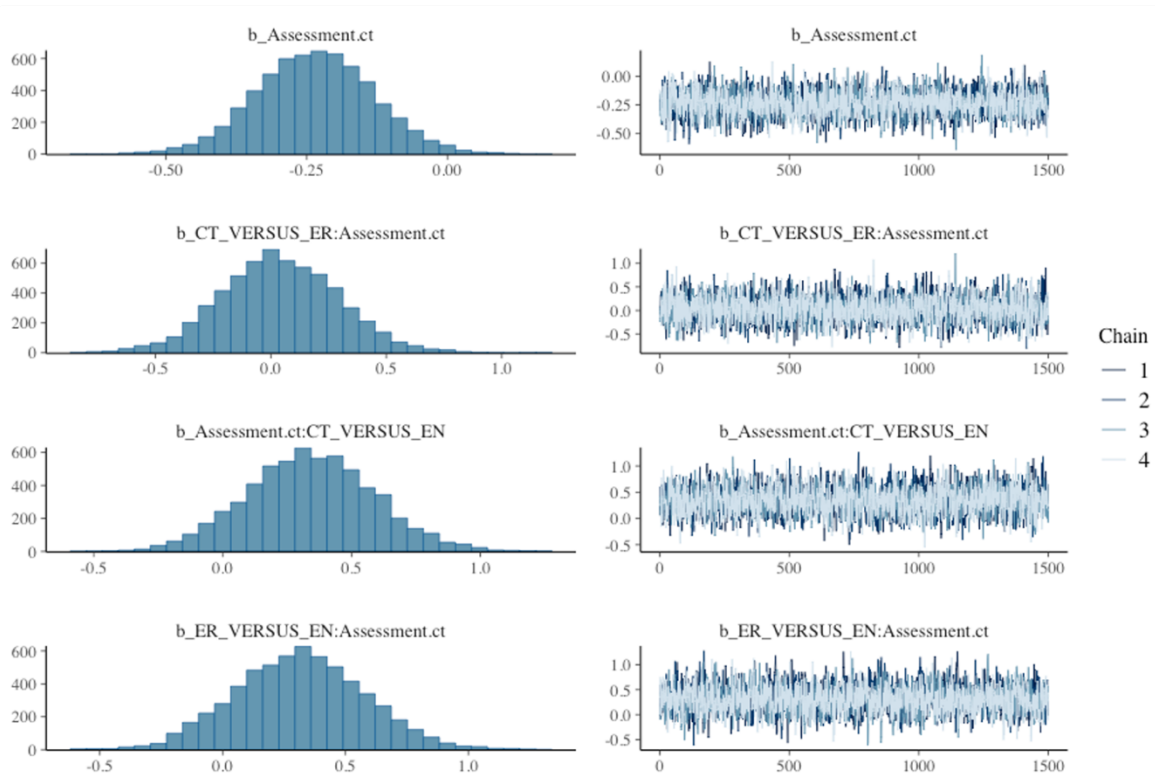 b_Assessment.ct
600
400
200
0
-0.50 -0.25 0.00
b_Assessment.ct
0.00
-0.25
-0.50
0 500 1000 1500
b_CT_VERSUS_ER:Assessment.ct
600
400
200
0
-0.5 0.0 0.5 1.0
b_CT_VERSUS_ER:Assessment.ct
1.0
0.5
0.0
-0.5
0 500 1000 1500
b_Assessment.ct:CT_VERSUS_EN
600
400
200
0
-0.5 0.0 0.5 1.0
b_Assessment.ct:CT_VERSUS_EN
1.0
0.5
0.0
-0.5
0 500 1000 1500
b_ER_VERSUS_EN:Assessment.ct
600
400
200
0
-0.5 0.0 0.5 1.0
b_ER_VERSUS_EN:Assessment.ct
1.0
0.5
0.0
-0.5
0 500 1000 1500
Chain
1
2
3
4